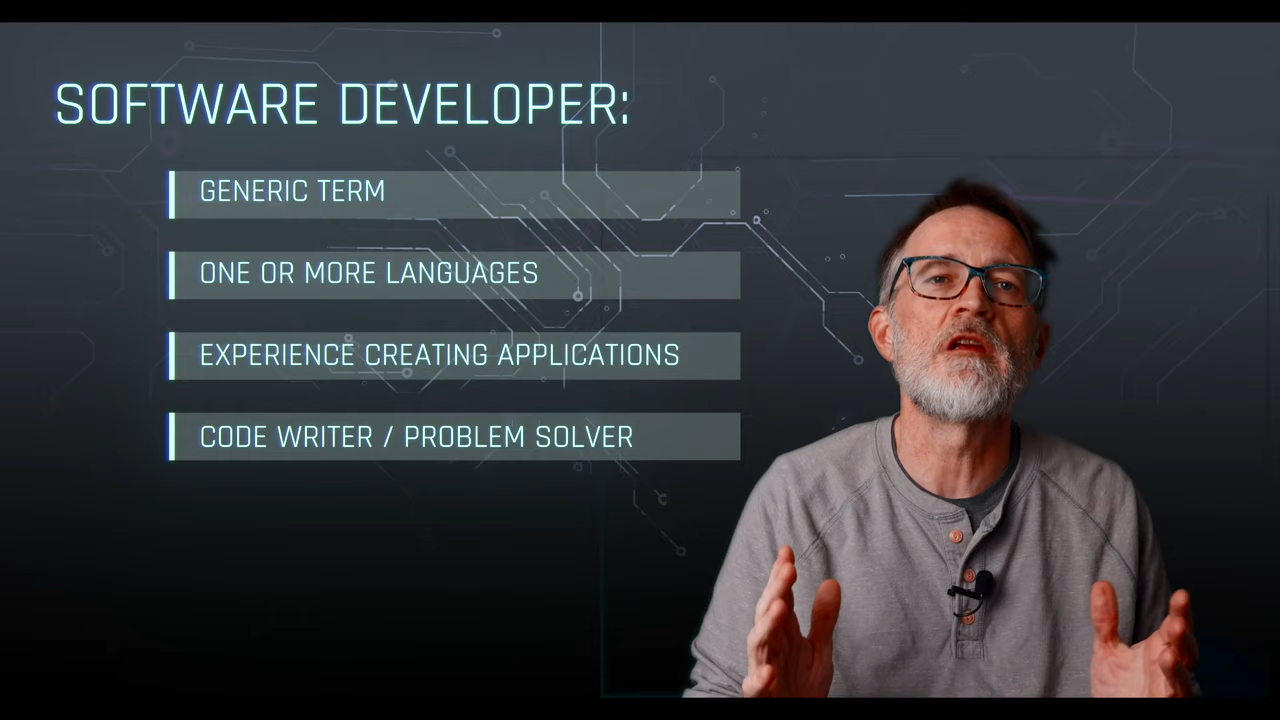 SOFTWARE DEVELOPER:
GENERIC TERM
ONE OR MORE LANGUAGES
EXPERIENCE CREATING APPLICATIONS
CODE WRITER / PROBLEM SOLVER